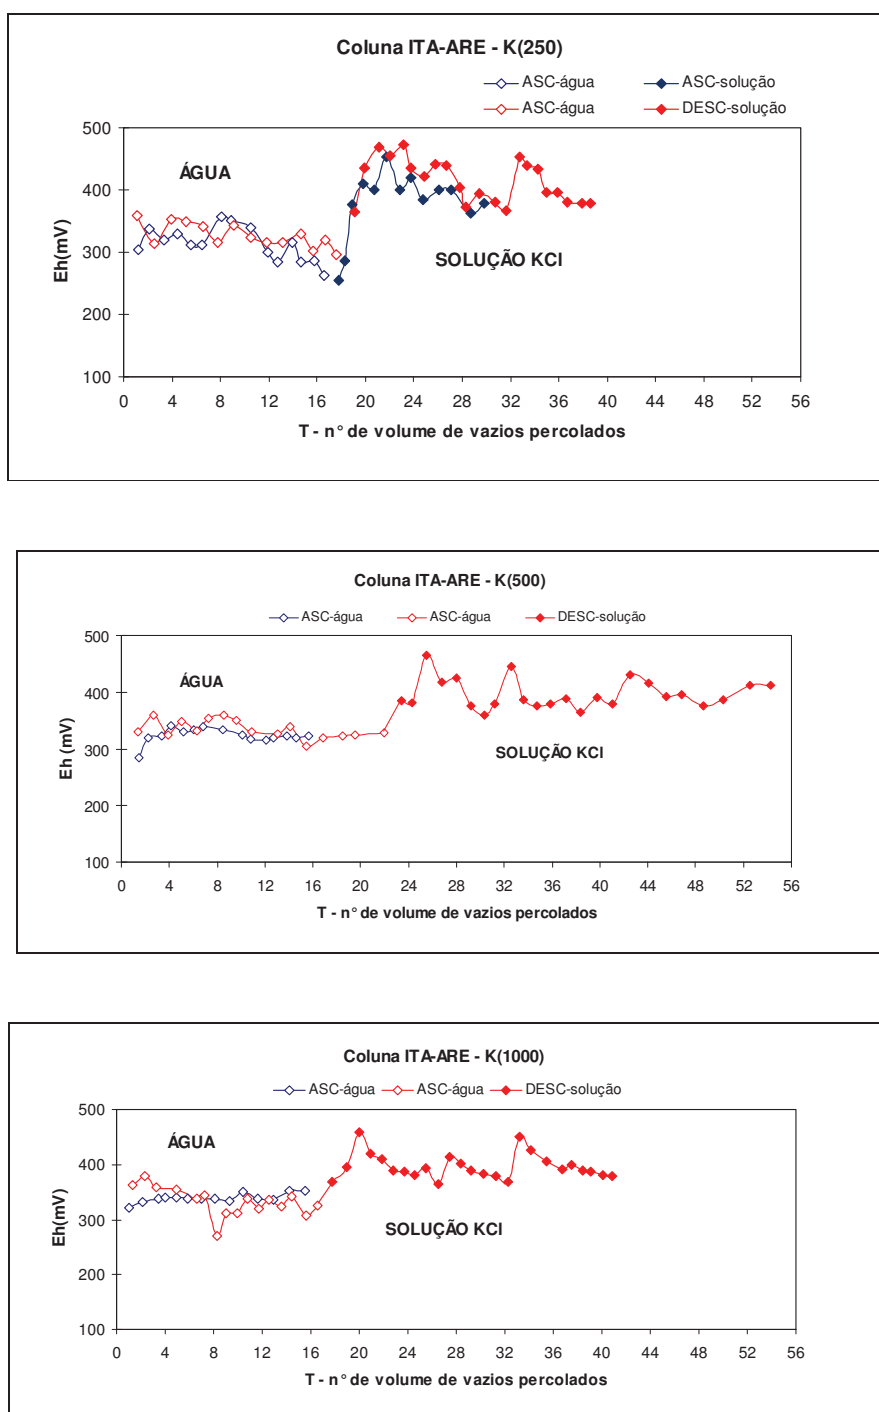 Coluna ITA-ARE - K(250)
ASC-água ASC-solução
ASC-água DESC-solução
500
400
300
200
100
Eh(mV)
ÁGUA
SOLUÇÃO KCl
0 4 8 12 16 20 24 28 32 36 40 44 48 52 56
T - n° de volume de vazios percolados
Coluna ITA-ARE - K(500)
ASC-água ASC-água DESC-solução
500
400
300
200
100
Eh (mV)
ÁGUA
SOLUÇÃO KCl
0 4 8 12 16 20 24 28 32 36 40 44 48 52 56
T - n° de volume de vazios percolados
Coluna ITA-ARE - K(1000)
ASC-água ASC-água DESC-solução
500
400
300
200
100
Eh(mV)
ÁGUA
SOLUÇÃO KCl
0 4 8 12 16 20 24 28 32 36 40 44 48 52 56
T - n° de volume de vazios percolados